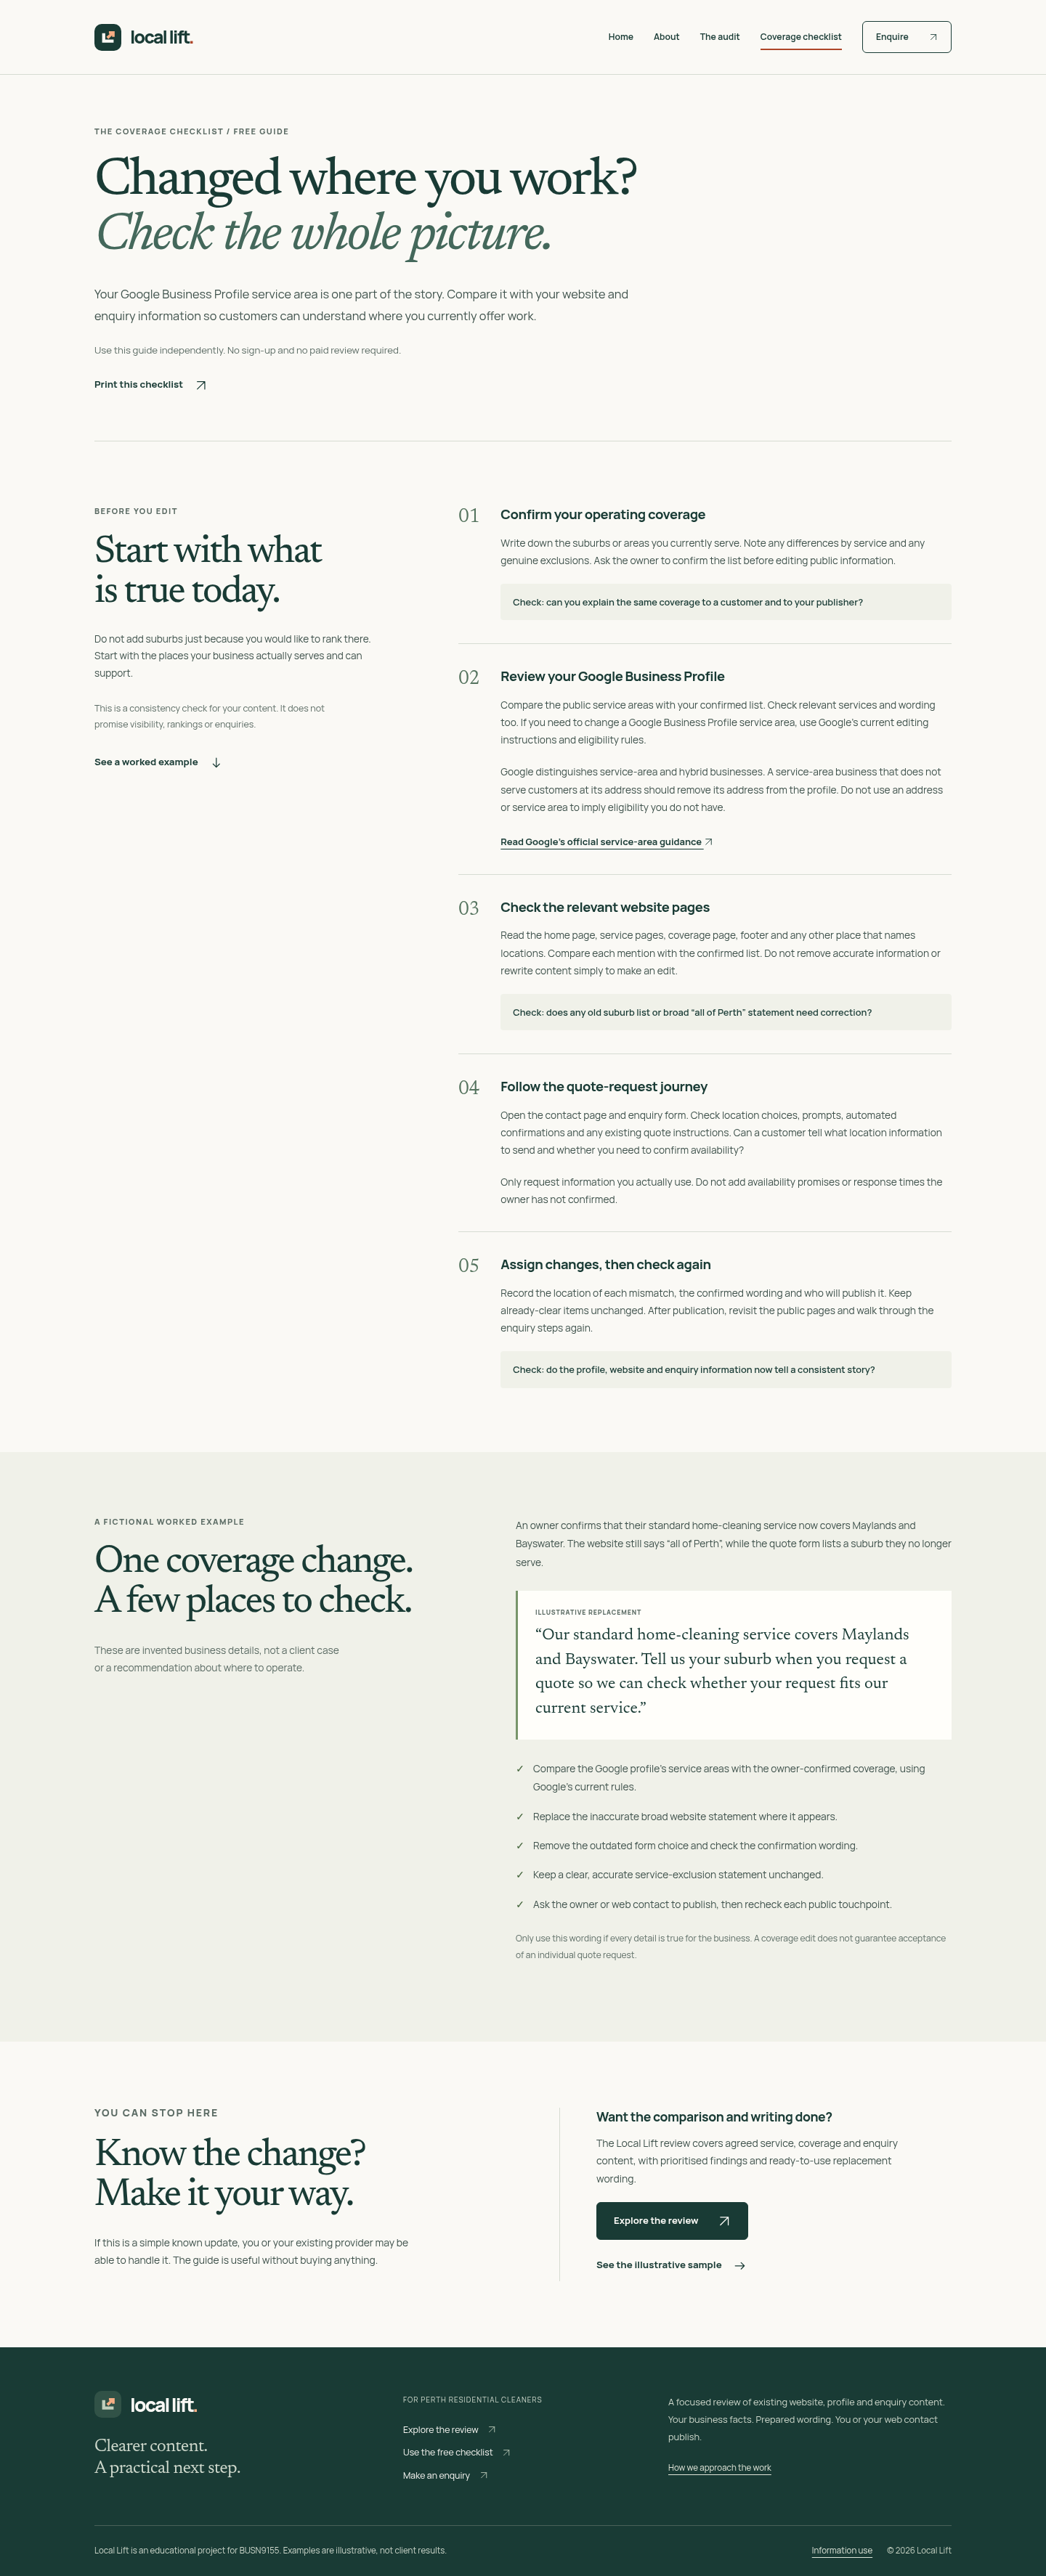 local lift.
Home
About
The audit
Coverage checklist
Enquire
THE COVERAGE CHECKLIST / FREE GUIDE
Changed where you work?
Check the whole picture.
Your Google Business Profile service area is one part of the story. Compare it with your website and
enquiry information so customers can understand where you currently offer work.
Use this guide independently. No sign-up and no paid review required.
Print this checklist
BEFORE YOU EDIT
Start with what
is true today.
Do not add suburbs just because you would like to rank there.
Start with the places your business actually serves and can
support.
This is a consistency check for your content. It does not
promise visibility, rankings or enquiries.
See a worked example
01
Confirm your operating coverage
Write down the suburbs or areas you currently serve. Note any differences by service and any
genuine exclusions. Ask the owner to confirm the list before editing public information.
Check: can you explain the same coverage to a customer and to your publisher?
02
Review your Google Business Profile
Compare the public service areas with your confirmed list. Check relevant services and wording
too. If you need to change a Google Business Profile service area, use Google's current editing
instructions and eligibility rules.
Google distinguishes service-area and hybrid businesses. A service-area business that does not
serve customers at its address should remove its address from the profile. Do not use an address
or service area to imply eligibility you do not have.
Read Google's official service-area guidance
03
Check the relevant website pages
Read the home page, service pages, coverage page, footer and any other place that names
locations. Compare each mention with the confirmed list. Do not remove accurate information or
rewrite content simply to make an edit.
Check: does any old suburb list or broad “all of Perth” statement need correction?
04
Follow the quote-request journey
Open the contact page and enquiry form. Check location choices, prompts, automated
confirmations and any existing quote instructions. Can a customer tell what location information
to send and whether you need to confirm availability?
Only request information you actually use. Do not add availability promises or response times the
owner has not confirmed.
05
Assign changes, then check again
Record the location of each mismatch, the confirmed wording and who will publish it. Keep
already-clear items unchanged. After publication, revisit the public pages and walk through the
enquiry steps again.
Check: do the profile, website and enquiry information now tell a consistent story?
A FICTIONAL WORKED EXAMPLE
One coverage change.
A few places to check.
These are invented business details, not a client case
or a recommendation about where to operate.
An owner confirms that their standard home-cleaning service now covers Maylands and
Bayswater. The website still says “all of Perth”, while the quote form lists a suburb they no longer
serve.
ILLUSTRATIVE REPLACEMENT
“Our standard home-cleaning service covers Maylands
and Bayswater. Tell us your suburb when you request a
quote so we can check whether your request fits our
current service.”
✓ Compare the Google profile's service areas with the owner-confirmed coverage, using
Google's current rules.
✓ Replace the inaccurate broad website statement where it appears.
✓ Remove the outdated form choice and check the confirmation wording.
✓ Keep a clear, accurate service-exclusion statement unchanged.
✓ Ask the owner or web contact to publish, then recheck each public touchpoint.
Only use this wording if every detail is true for the business. A coverage edit does not guarantee acceptance
of an individual quote request.
YOU CAN STOP HERE
Know the change?
Make it your way.
If this is a simple known update, you or your existing provider may be
able to handle it. The guide is useful without buying anything.
Want the comparison and writing done?
The Local Lift review covers agreed service, coverage and enquiry
content, with prioritised findings and ready-to-use replacement
wording.
Explore the review
See the illustrative sample
local lift.
Clearer content.
A practical next step.
FOR PERTH RESIDENTIAL CLEANERS
Explore the review
Use the free checklist
Make an enquiry
A focused review of existing website, profile and enquiry content.
Your business facts. Prepared wording. You or your web contact
publish.
How we approach the work
Local Lift is an educational project for BUSN9155. Examples are illustrative, not client results.
Information use
© 2026 Local Lift